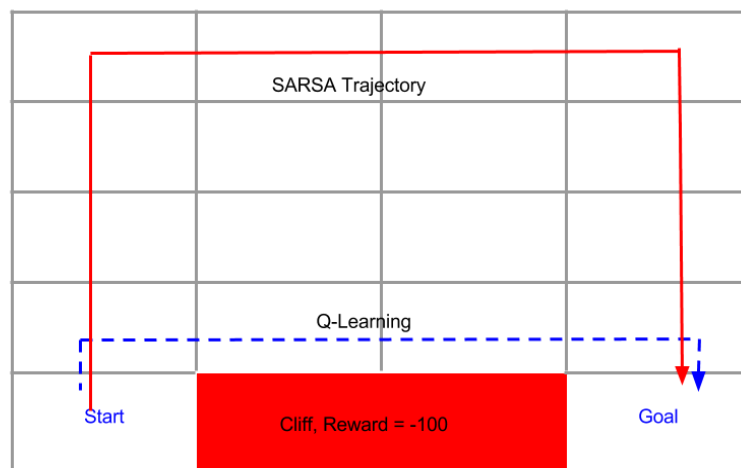 SARSA Trajectory
Q-Learning
Start
Cliff, Reward = -100
Goal